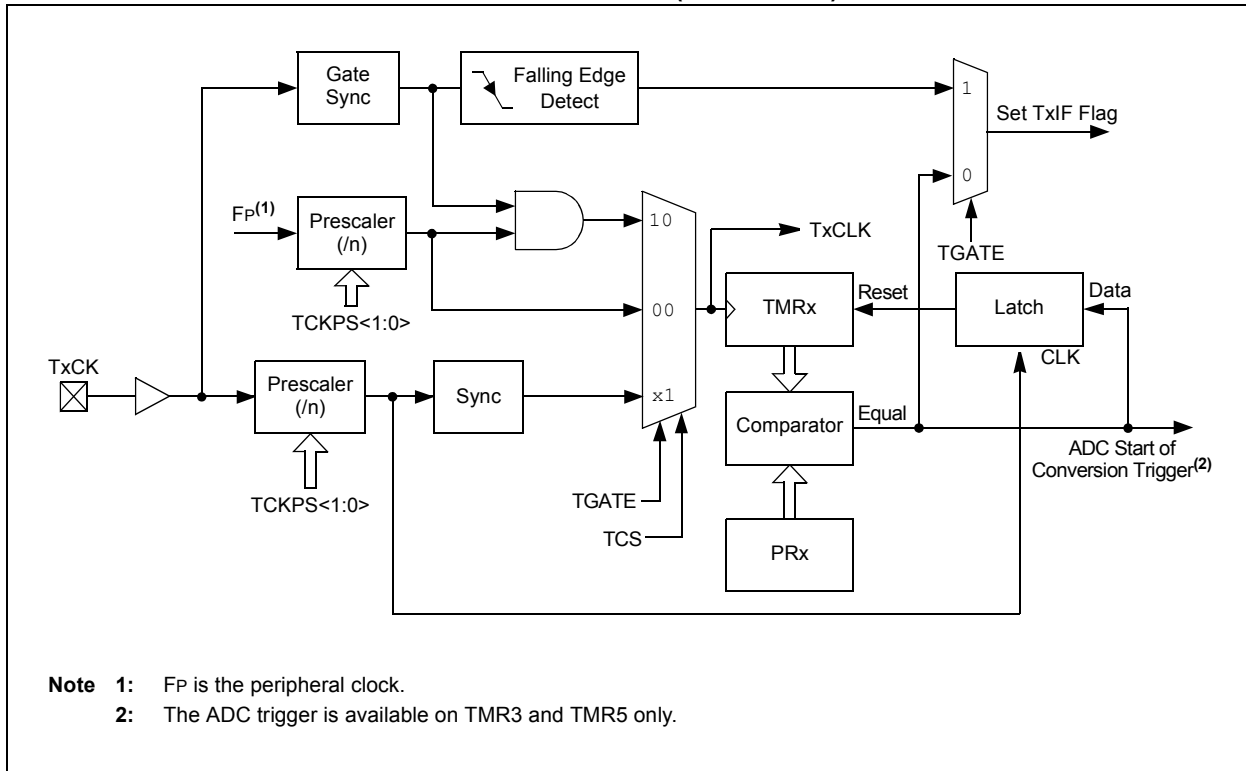 Gate
Sync
Falling Edge
Detect
1
Set TxIF Flag
0
FP(1)
Prescaler
(/n)
10
TxCLK
TGATE
TCKPS<1:0>
00
TMRx
Reset
Latch
Data
CLK
TxCK
Prescaler
(/n)
Sync
x1
Comparator
Equal
ADC Start of
Conversion Trigger(2)
TCKPS<1:0>
TGATE
TCS
PRx
Note 1: FP is the peripheral clock.
2: The ADC trigger is available on TMR3 and TMR5 only.